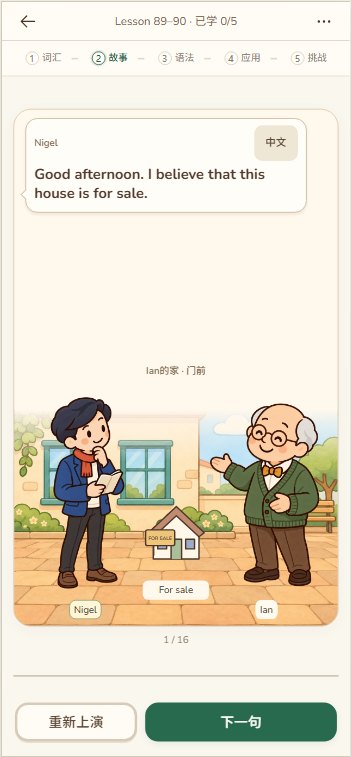 Lesson 89–90 · 已学 0/5
1 词汇 – 2 故事 – 3 语法 – 4 应用 – 5 挑战
Nigel
中文
Good afternoon. I believe that this
house is for sale.
Ian的家 · 门前
FOR SALE
For sale
Nigel
Ian
1 / 16
重新上演
下一句